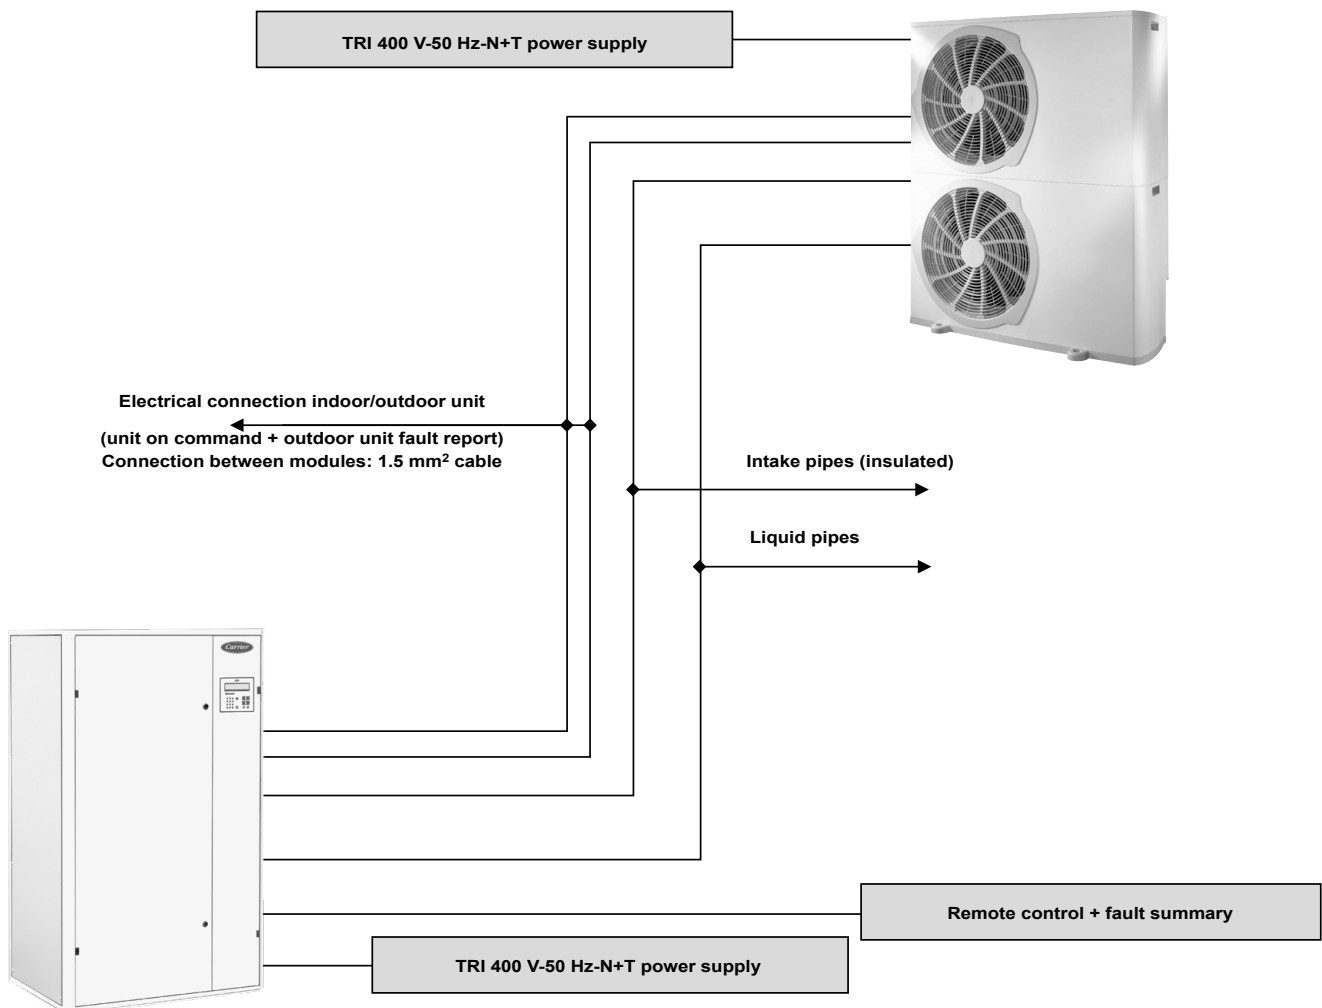 TRI 400 V-50 Hz-N+T power supply
Electrical connection indoor/outdoor unit
(unit on command + outdoor unit fault report)
Connection between modules: 1.5 mm² cable
Intake pipes (insulated)
Liquid pipes
Carrier
Remote control + fault summary
TRI 400 V-50 Hz-N+T power supply